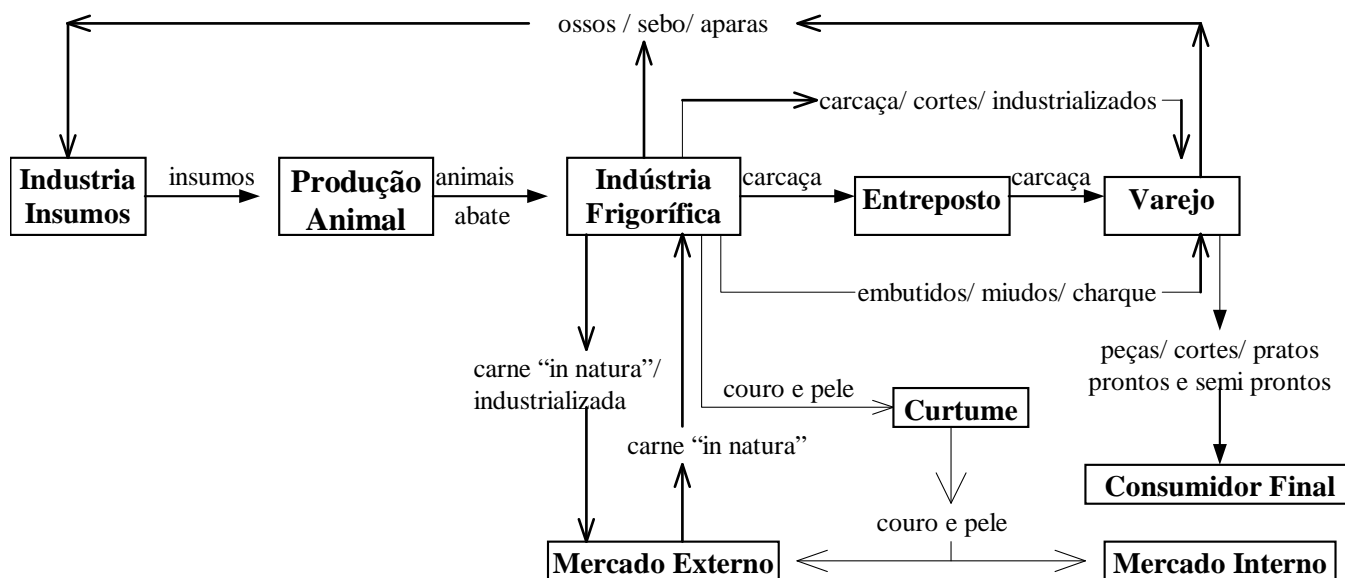 ossos / sebo/ aparas
carcaça/ cortes/ industrializados
Industria
Insumos
insumos
Produção
Animal
animais
abate
Indústria
Frigorífica
carcaça
Entreposto
carcaça
Varejo
embutidos/ miudos/ charque
carne “in natura”/
industrializada
carne “in natura”
couro e pele
Curtume
peças/ cortes/ pratos
prontos e semi prontos
Consumidor Final
couro e pele
Mercado Externo
Mercado Interno